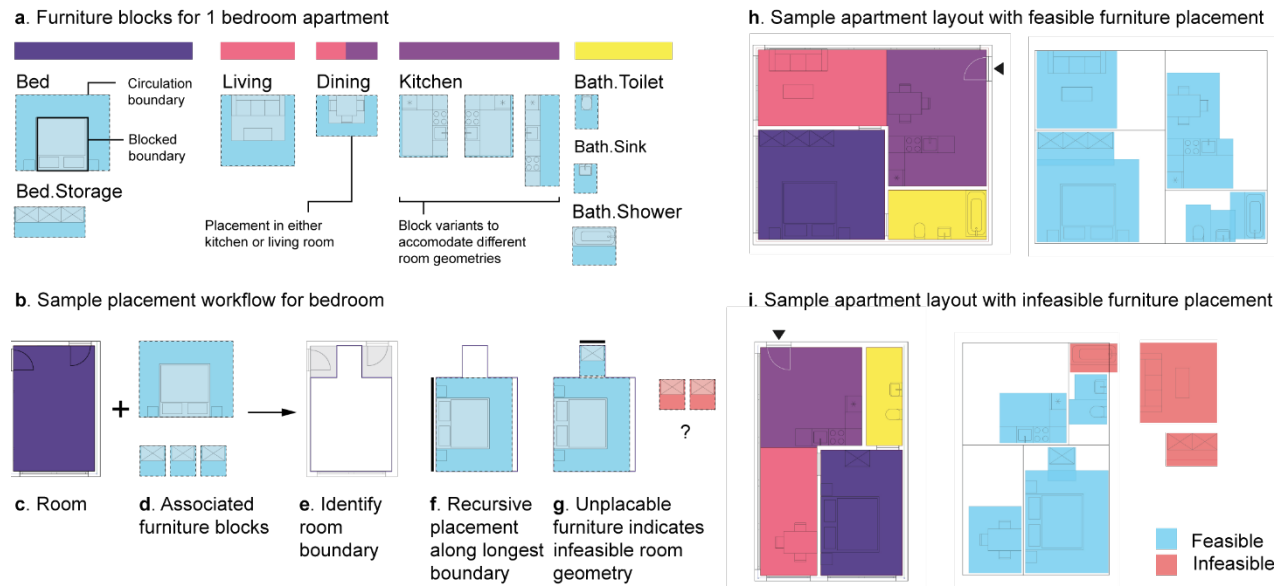 a. Furniture blocks for 1 bedroom apartment
Bed
Living
Dining
Kitchen
Bath.Toilet
Circulation
boundary
Blocked
boundary
Bath.Sink
Bed.Storage
Bath.Shower
Placement in either
kitchen or living room
Block variants to
accomodate different
room geometries
b. Sample placement workflow for bedroom
+
?
c. Room
d. Associated
furniture blocks
e. Identify
room
boundary
f. Recursive
placement
along longest
boundary
g. Unplacable
furniture indicates
infeasible room
geometry
h. Sample apartment layout with feasible furniture placement
i. Sample apartment layout with infeasible furniture placement
Feasible
Infeasible